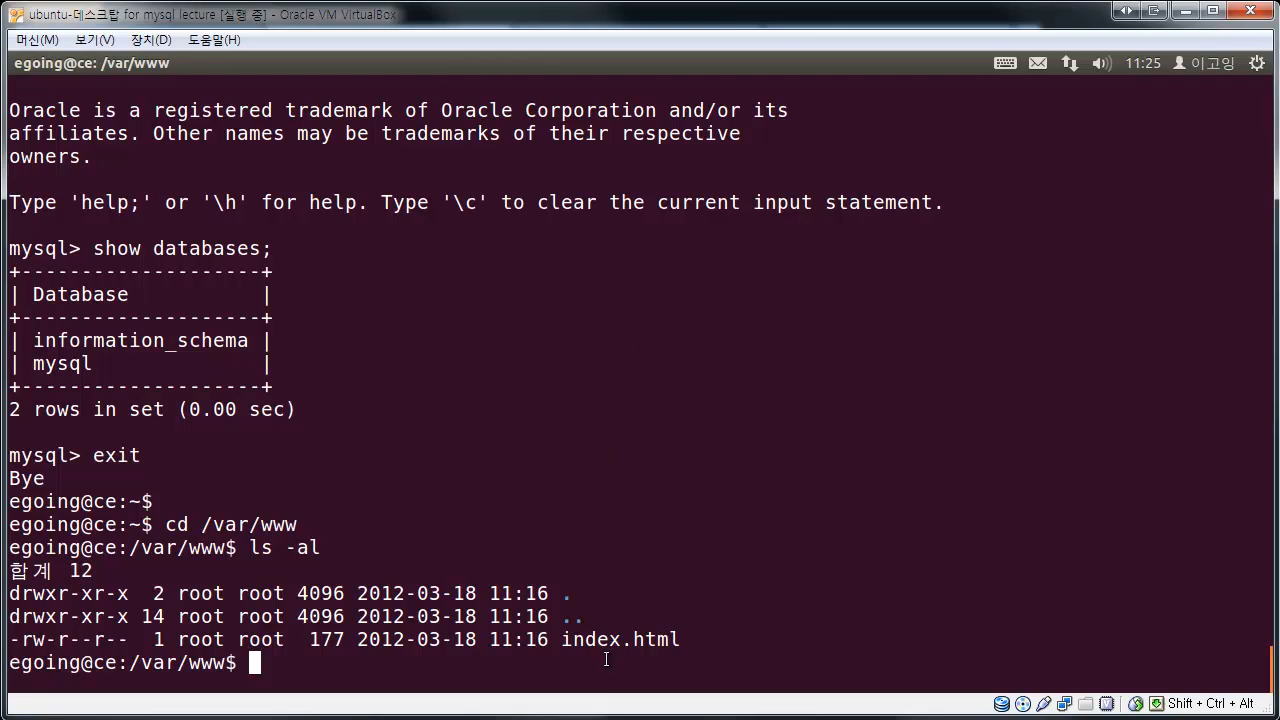 ubuntu-데스크탑 for mysql lecture [실행 중] - Oracle VM VirtualBox
머신(M) 보기(V) 장치(D) 도움말(H)
egoing@ce: /var/www 11:25 이고잉
Oracle is a registered trademark of Oracle Corporation and/or its
affiliates. Other names may be trademarks of their respective
owners.
Type 'help;' or '\h' for help. Type '\c' to clear the current input statement.
mysql> show databases;
+--------------------+
| Database           |
+--------------------+
| information_schema |
| mysql              |
+--------------------+
2 rows in set (0.00 sec)
mysql> exit
Bye
egoing@ce:~$
egoing@ce:~$ cd /var/www
egoing@ce:/var/www$ ls -al
합계 12
drwxr-xr-x  2 root root 4096 2012-03-18 11:16 .
drwxr-xr-x 14 root root 4096 2012-03-18 11:16 ..
-rw-r--r--  1 root root  177 2012-03-18 11:16 index.html
egoing@ce:/var/www$
Shift + Ctrl + Alt